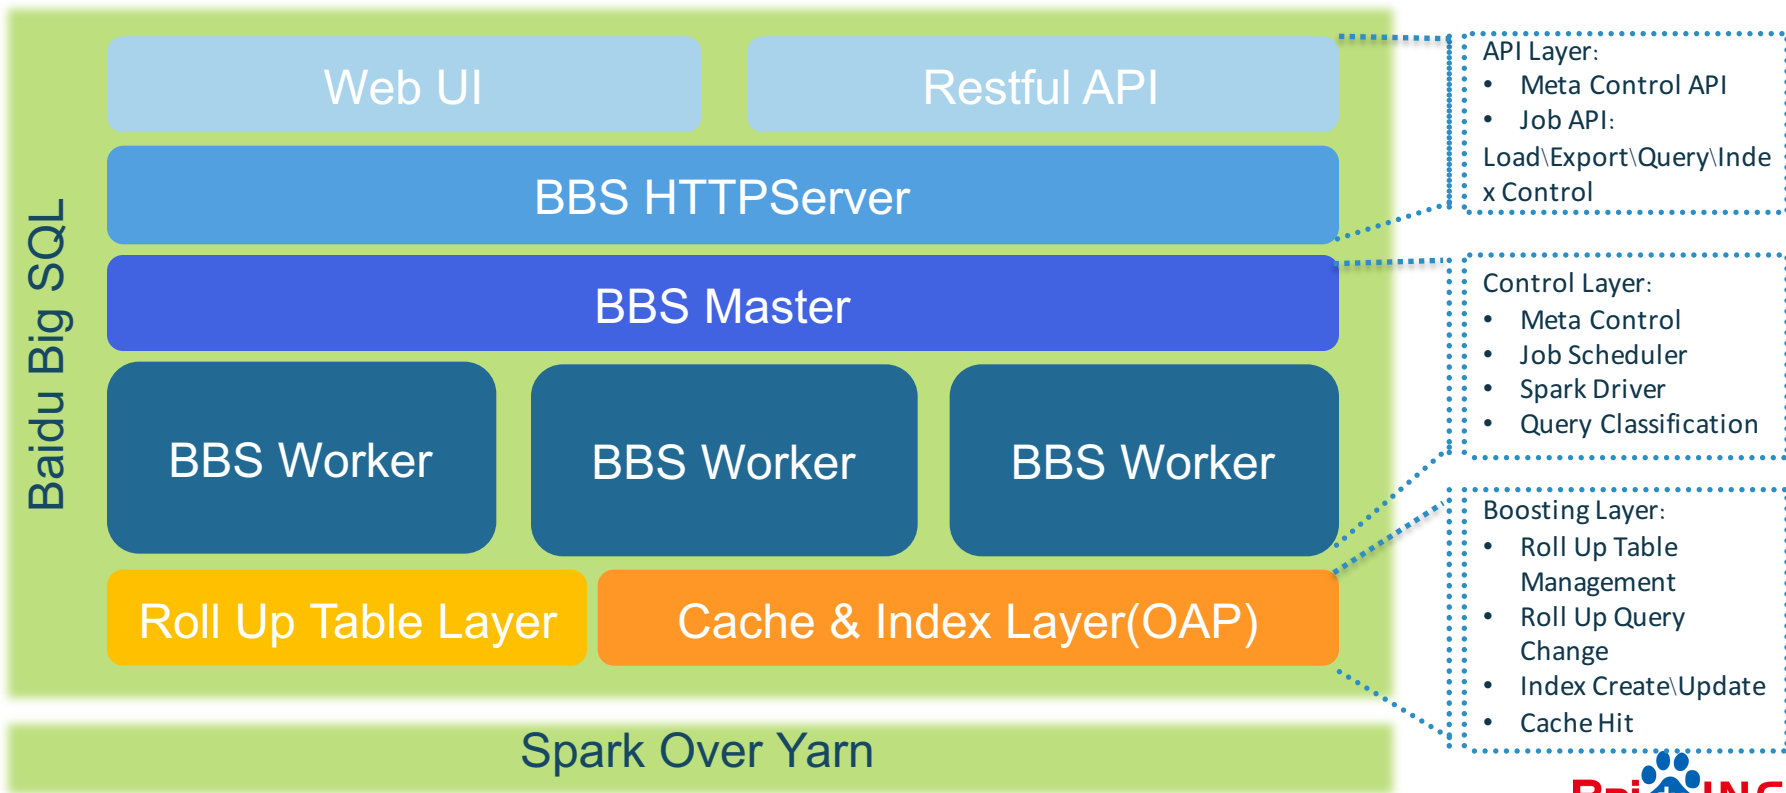 Baidu Big SQL
Web UI
Restful API
BBS HTTPServer
BBS Master
BBS Worker
BBS Worker
BBS Worker
Roll Up Table Layer
Cache & Index Layer(OAP)
Spark Over Yarn
API Layer:
• Meta Control API
• Job API:
Load\Export\Query\Inde
x Control
Control Layer:
• Meta Control
• Job Scheduler
• Spark Driver
• Query Classification
Boosting Layer:
• Roll Up Table
Management
• Roll Up Query
Change
• Index Create\Update
• Cache Hit